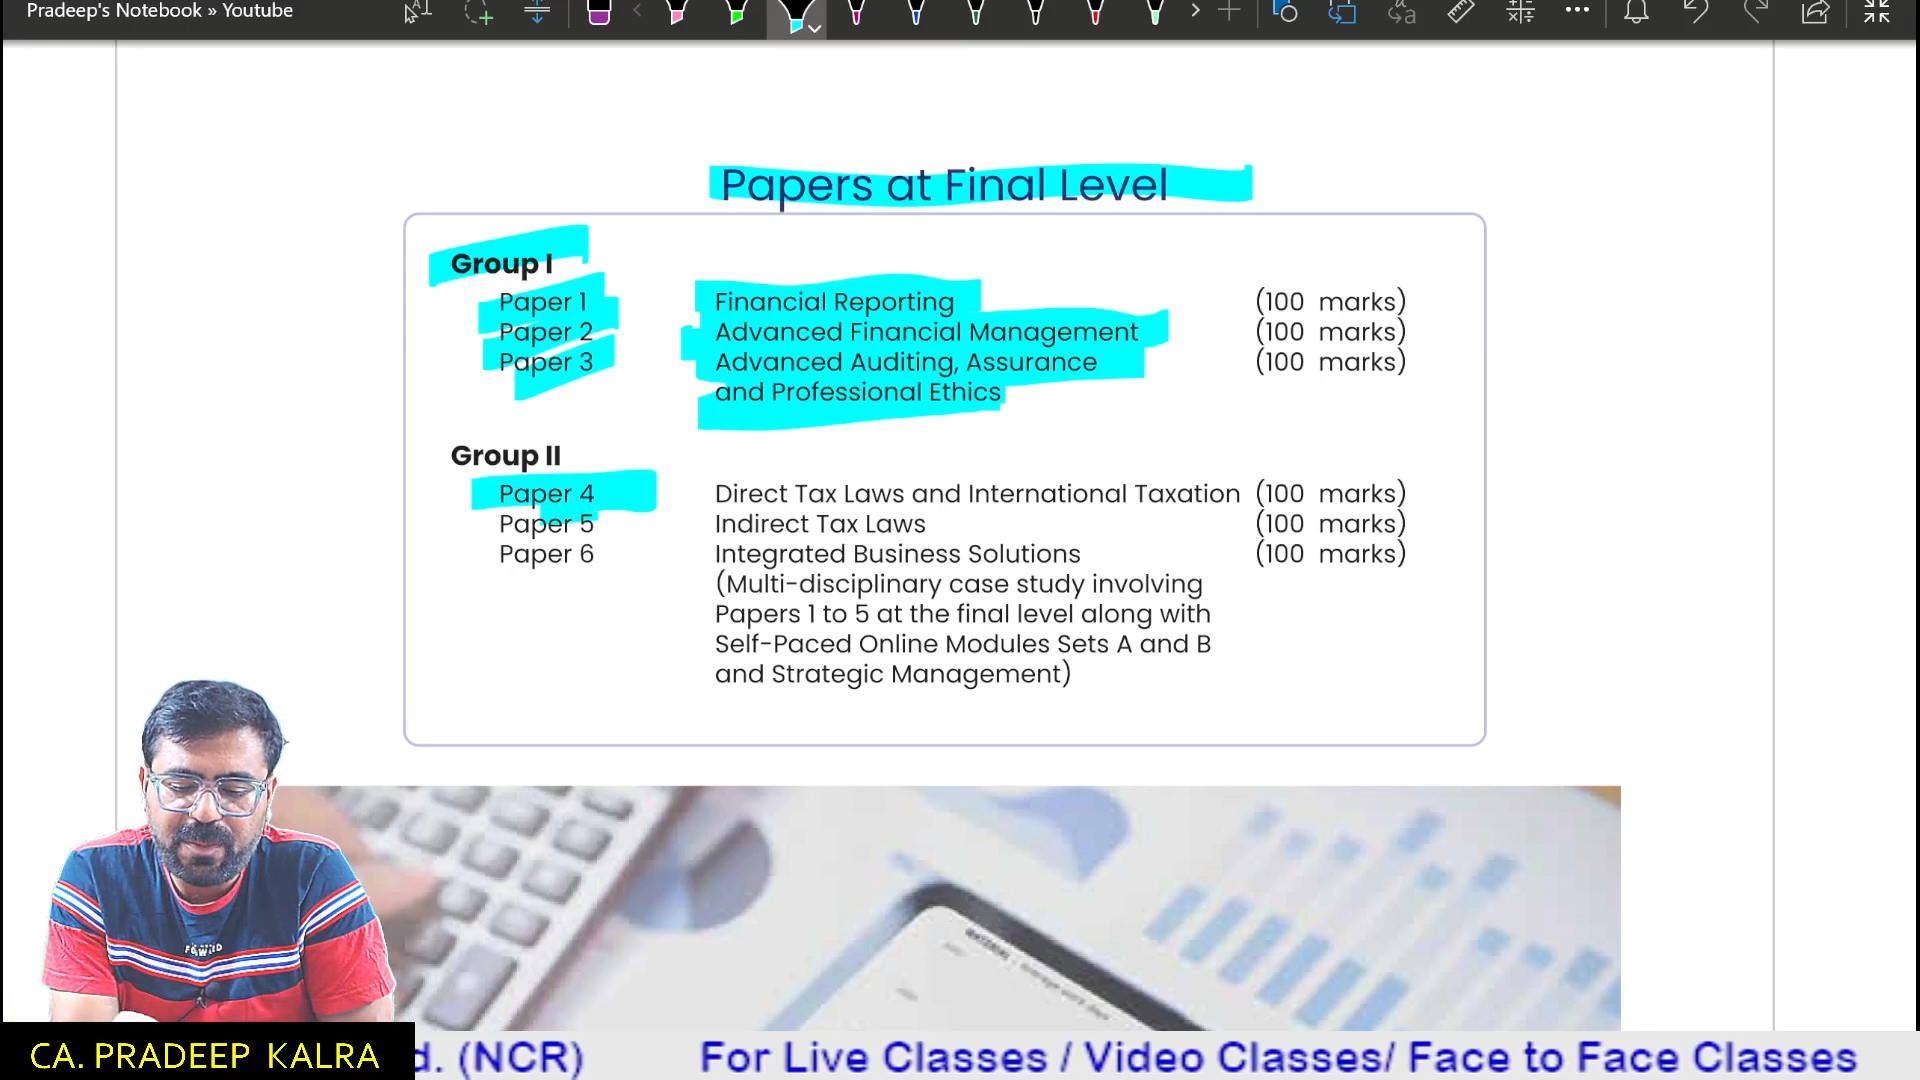 Pradeep's Notebook » Youtube
Papers at Final Level
Group I
Paper 1 Financial Reporting (100 marks)
Paper 2 Advanced Financial Management (100 marks)
Paper 3 Advanced Auditing, Assurance (100 marks)
and Professional Ethics
Group II
Paper 4 Direct Tax Laws and International Taxation (100 marks)
Paper 5 Indirect Tax Laws (100 marks)
Paper 6 Integrated Business Solutions (100 marks)
(Multi-disciplinary case study involving
Papers 1 to 5 at the final level along with
Self-Paced Online Modules Sets A and B
and Strategic Management)
CA. PRADEEP KALRA
d. (NCR) For Live Classes / Video Classes/ Face to Face Classes